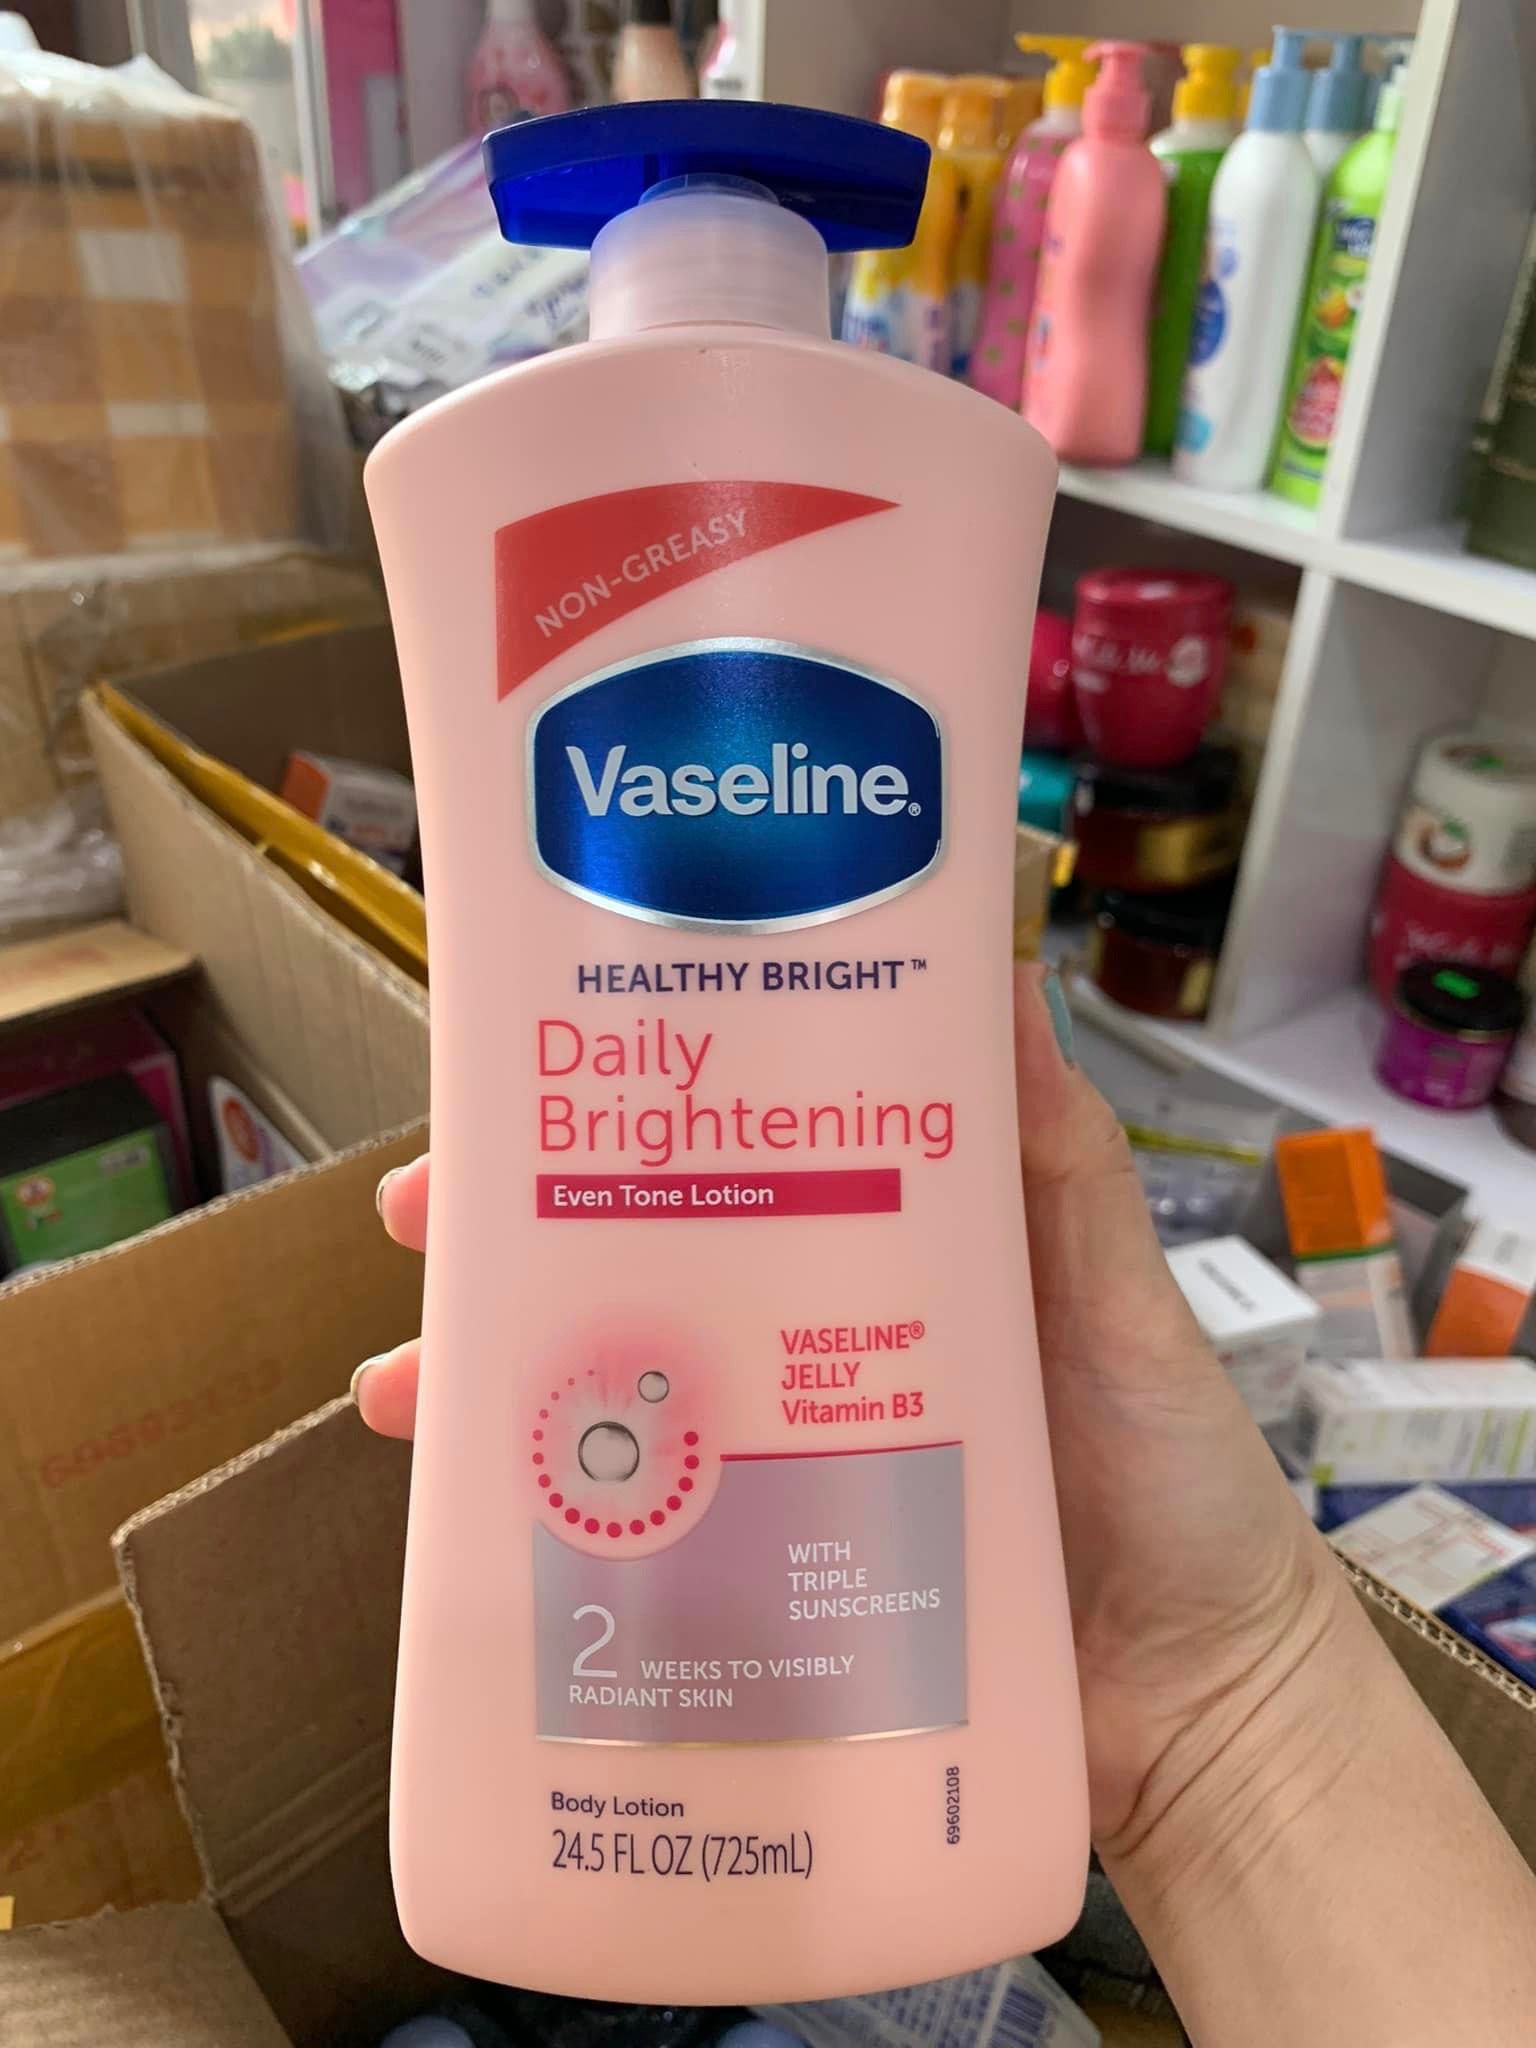 NON-GREASY
Vaseline®
HEALTHY BRIGHT™
Daily
Brightening
Even Tone Lotion
VASELINE®
JELLY
Vitamin B3
WITH
TRIPLE
SUNSCREENS
2 WEEKS TO VISIBLY
RADIANT SKIN
Body Lotion
24.5 FL OZ (725mL)
69602108